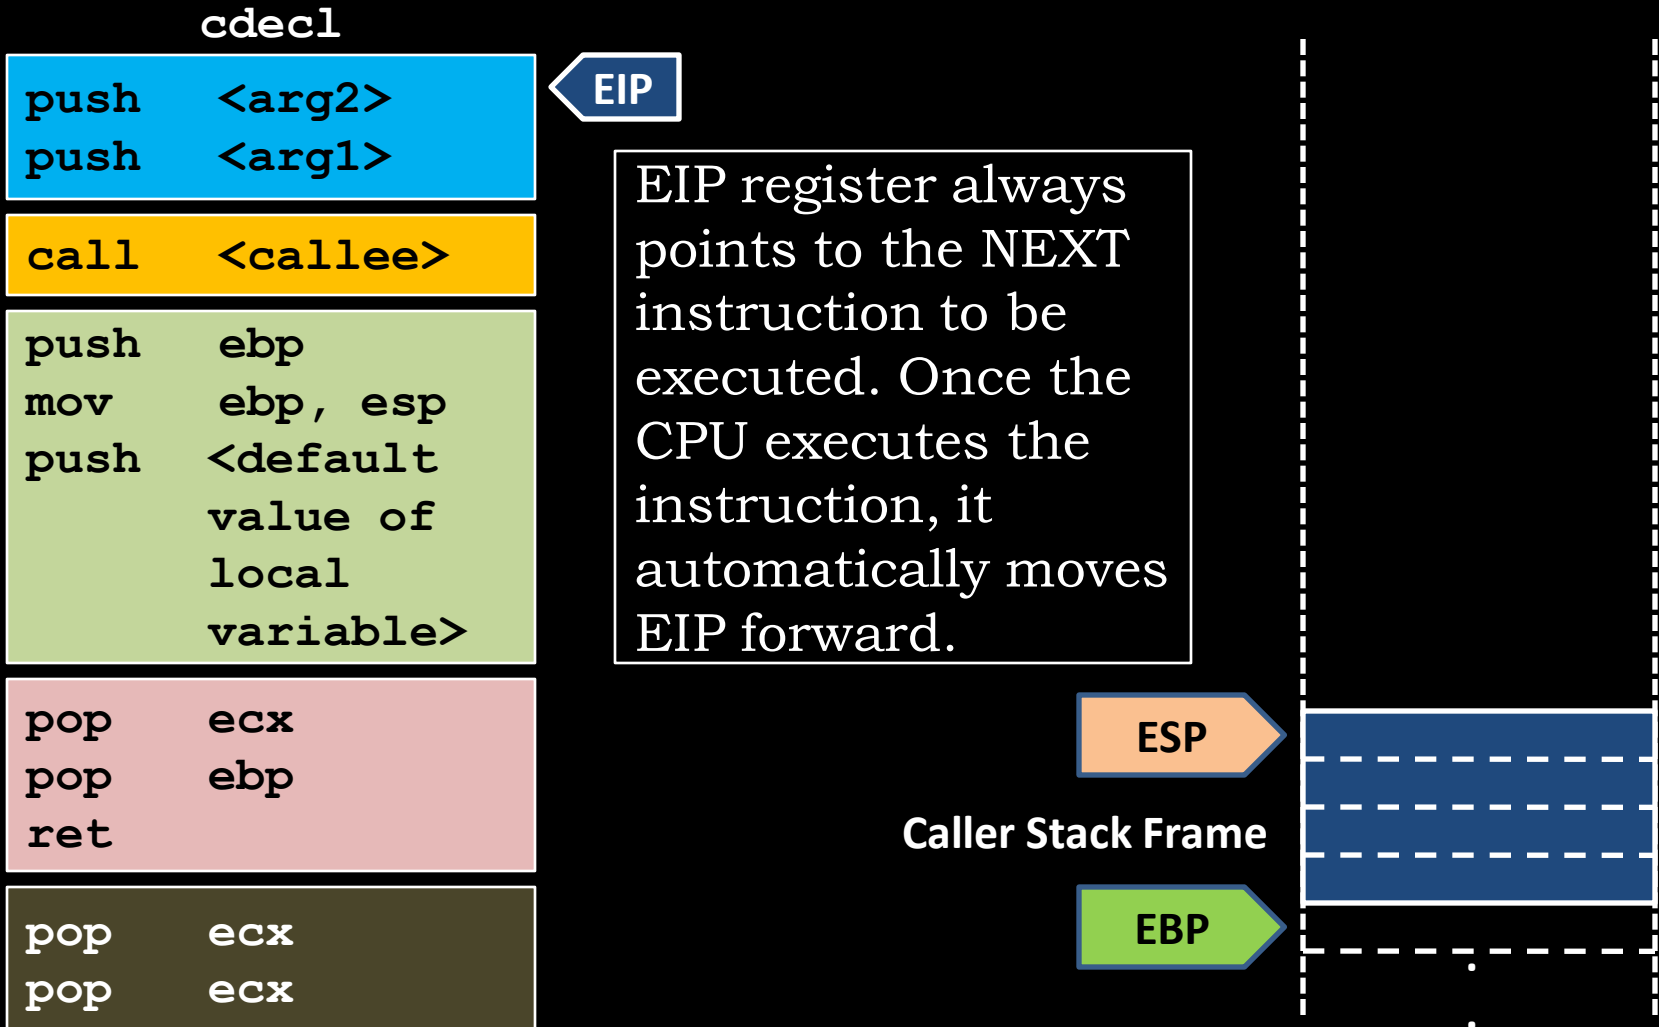 cdecl
push <arg2>
push <arg1>
call <callee>
push ebp
mov ebp, esp
push <default
value of
local
variable>
pop ecx
pop ebp
ret
pop ecx
pop ecx
EIP
EIP register always
points to the NEXT
instruction to be
executed. Once the
CPU executes the
instruction, it
automatically moves
EIP forward.
ESP
Caller Stack Frame
EBP